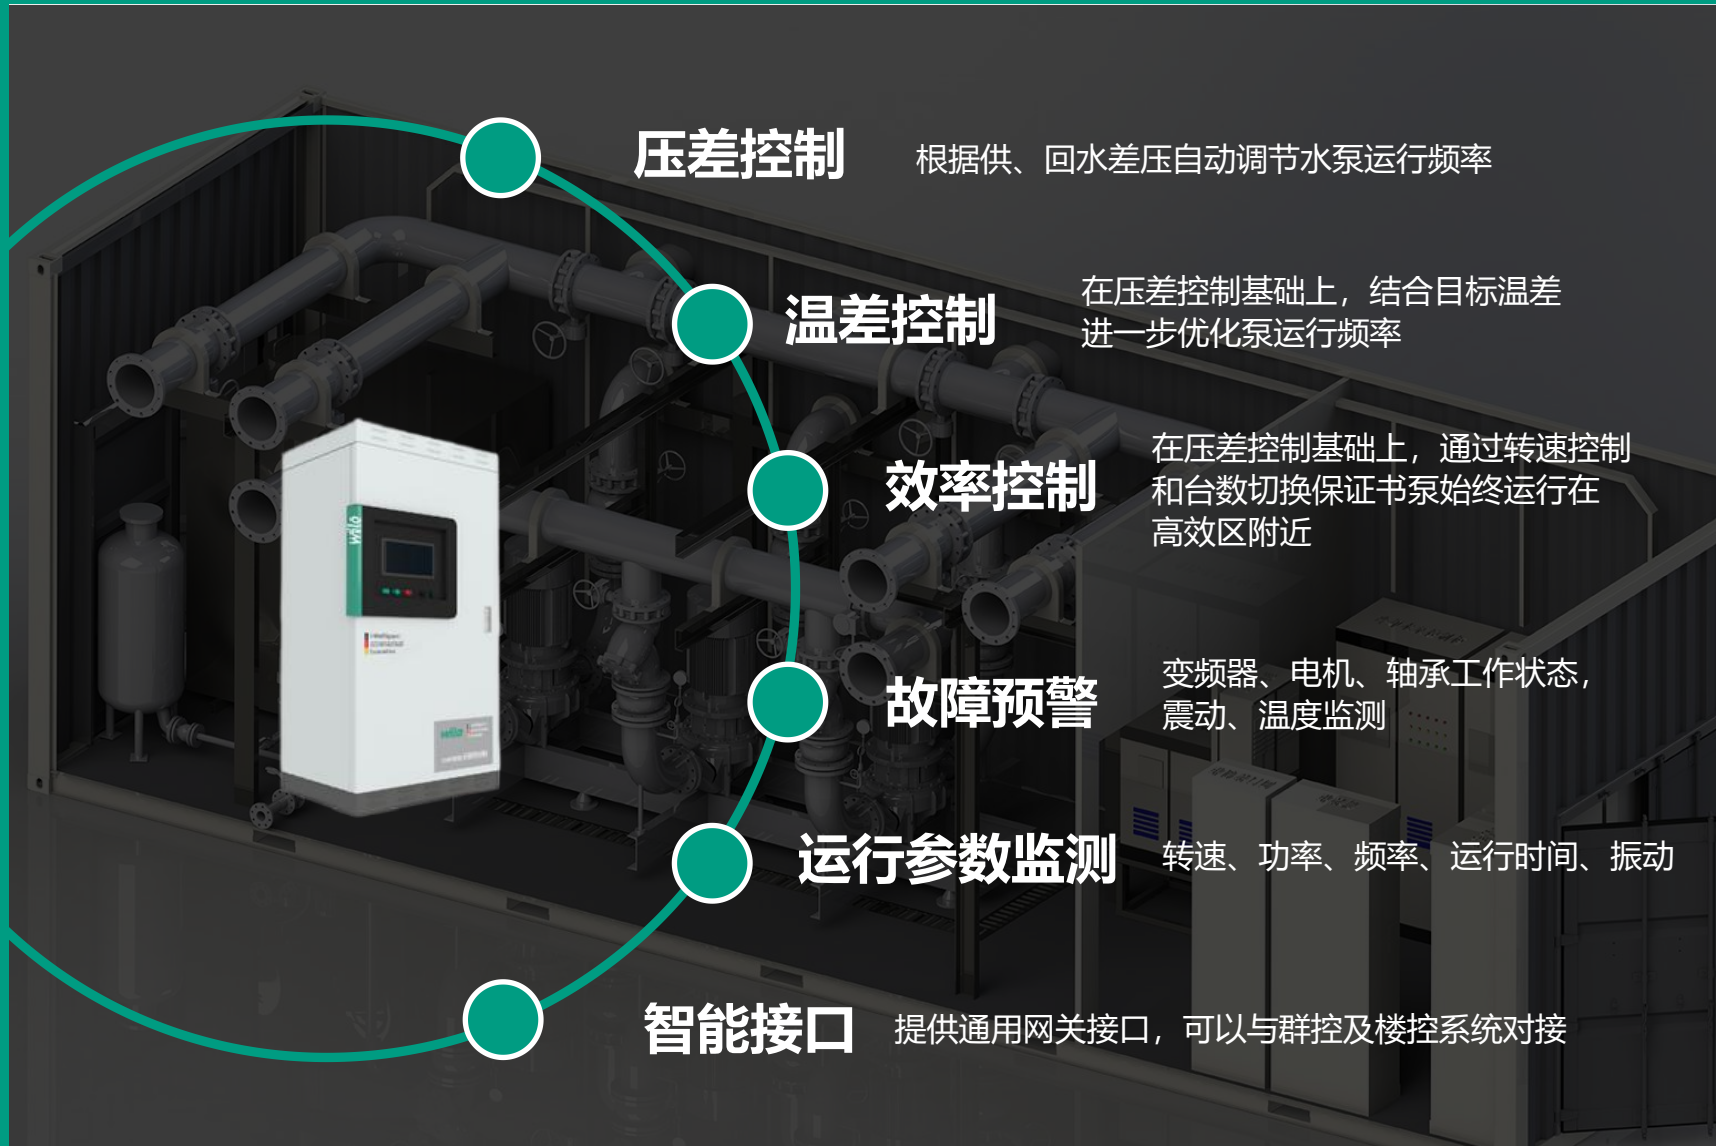 压差控制
根据供、回水差压自动调节水泵运行频率
温差控制
在压差控制基础上，结合目标温差
进一步优化泵运行频率
效率控制
在压差控制基础上，通过转速控制
和台数切换保证书泵始终运行在
高效区附近
wilo
故障预警
变频器、电机、轴承工作状态，
震动、温度监测
wilo
运行参数监测
转速、功率、频率、运行时间、振动
智能接口
提供通用网关接口，可以与群控及楼控系统对接